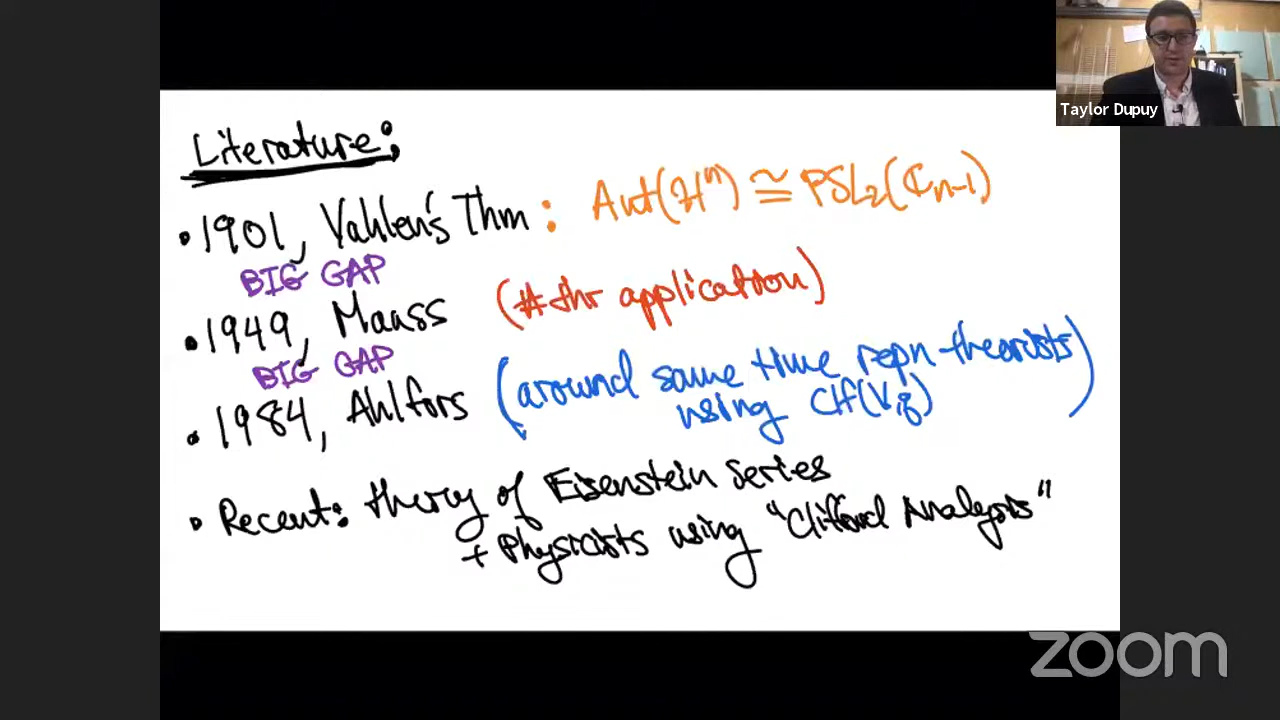 Taylor Dupuy
Literature:
• 1901, Vahlen's Thm : Aut(H^n) ≅ PSL₂(ℂ_{n-1})
BIG GAP
• 1949, Maass (# thr application)
BIG GAP
• 1984, Ahlfors (around same time repn-theorists
using Clf(V, q))
• Recent: theory of Eisenstein series
+ Physicists using "Clifford Analysis"
zoom